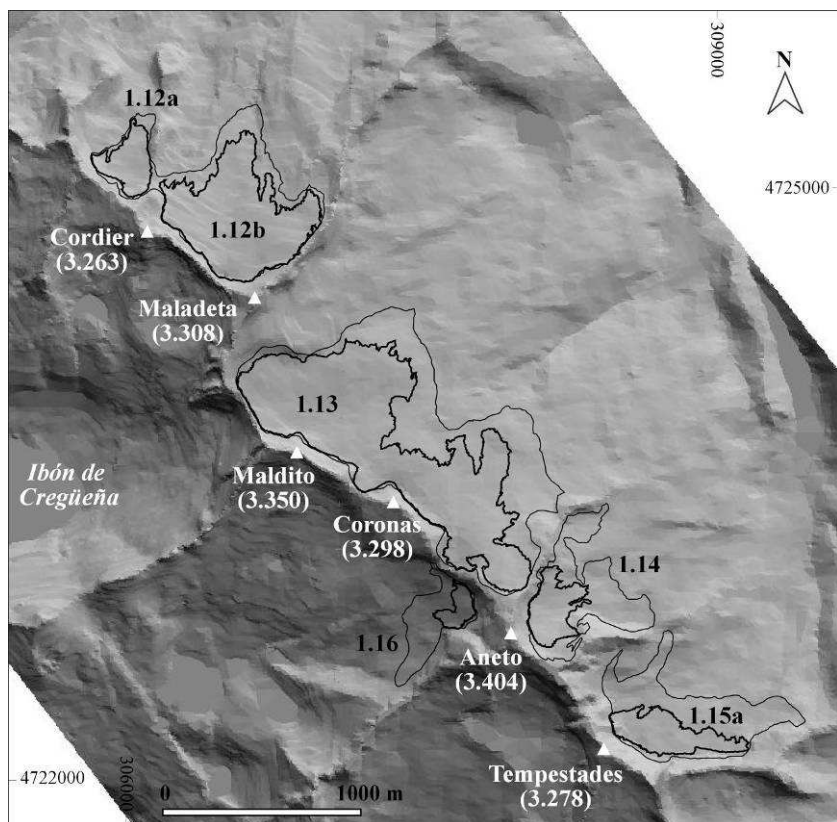 309000
N
1.12a
4725000
1.12b
Cordier
(3.263)
Maladeta
(3.308)
1.13
Ibón de
Cregüeña
Maldito
(3.350)
Coronas
(3.298)
1.14
1.16
Aneto
(3.404)
1.15a
Tempestades
(3.278)
4722000
306000
0
1000 m